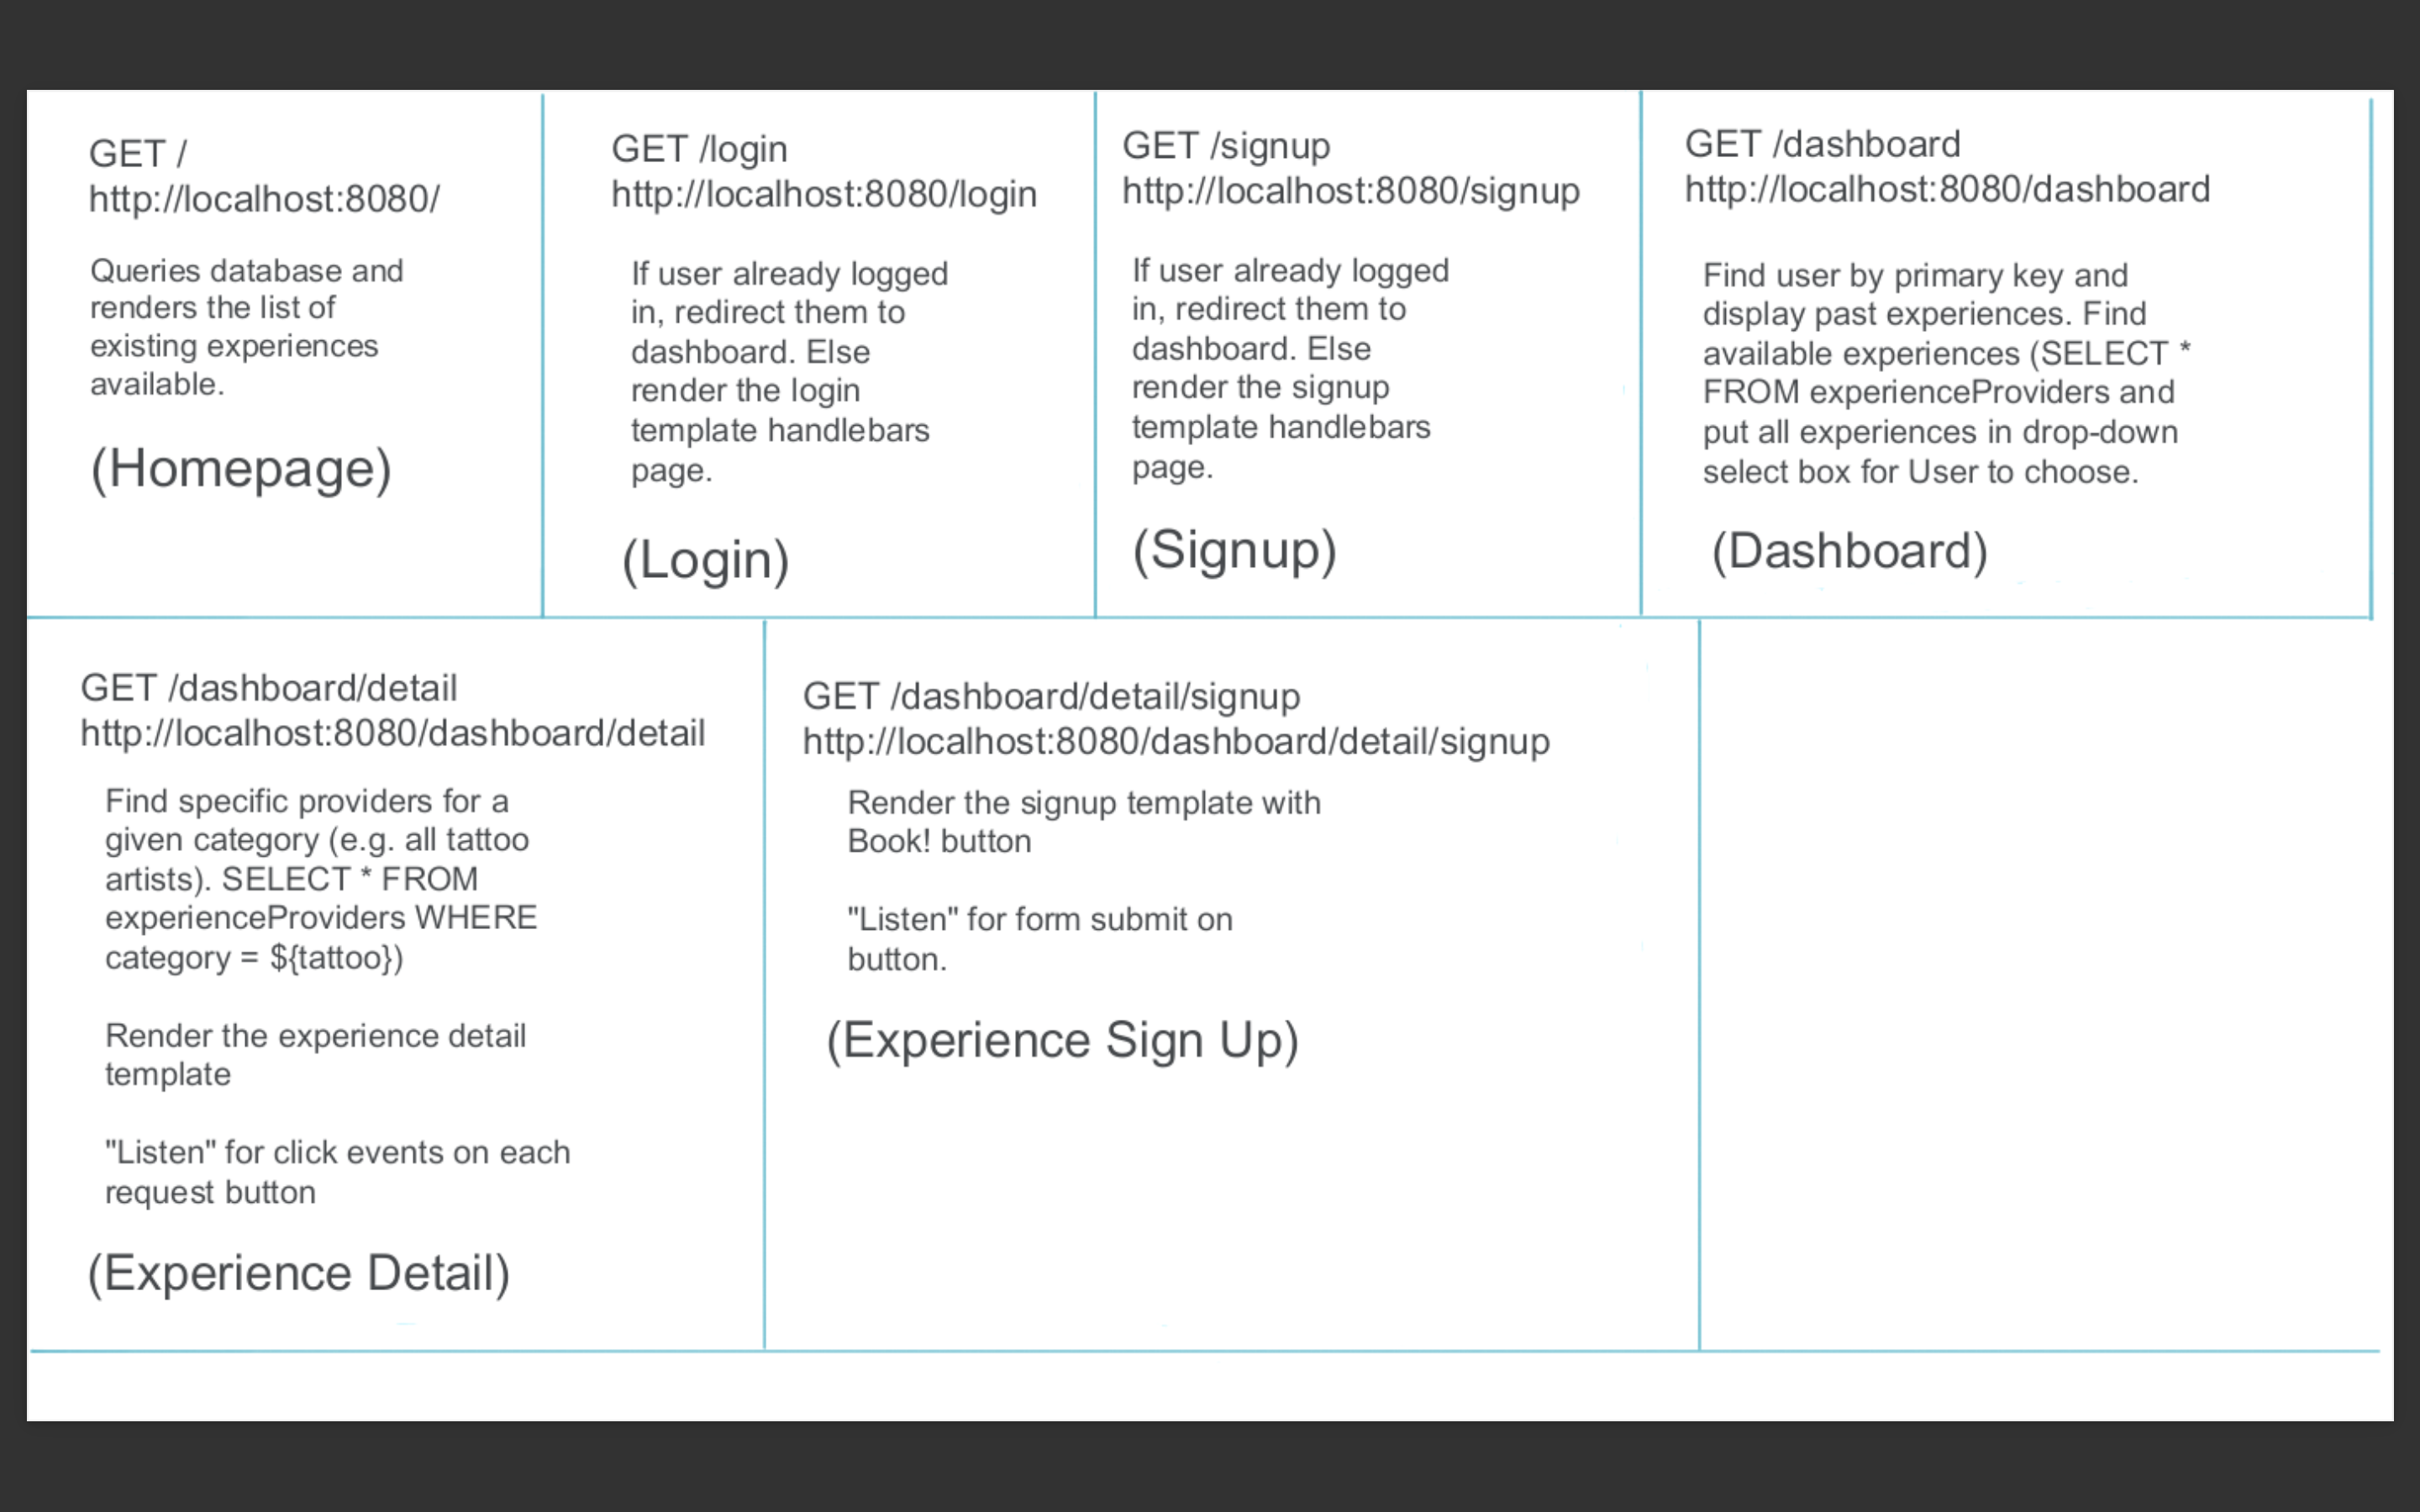 GET /
http://localhost:8080/
Queries database and
renders the list of
existing experiences
available.
(Homepage)
GET /login
http://localhost:8080/login
If user already logged
in, redirect them to
dashboard. Else
render the login
template handlebars
page.
(Login)
GET /signup
http://localhost:8080/signup
If user already logged
in, redirect them to
dashboard. Else
render the signup
template handlebars
page.
(Signup)
GET /dashboard
http://localhost:8080/dashboard
Find user by primary key and
display past experiences. Find
available experiences (SELECT *
FROM experienceProviders and
put all experiences in drop-down
select box for User to choose.
(Dashboard)
GET /dashboard/detail
http://localhost:8080/dashboard/detail
Find specific providers for a
given category (e.g. all tattoo
artists). SELECT * FROM
experienceProviders WHERE
category = ${tattoo})
Render the experience detail
template
"Listen" for click events on each
request button
(Experience Detail)
GET /dashboard/detail/signup
http://localhost:8080/dashboard/detail/signup
Render the signup template with
Book! button
"Listen" for form submit on
button.
(Experience Sign Up)